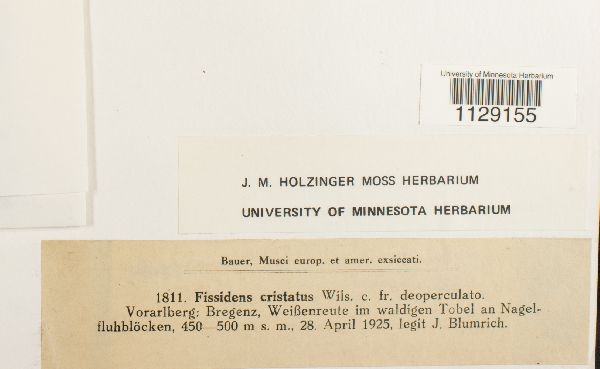 University of Minnesota Herbarium
1129155
J. M. HOLZINGER MOSS HERBARIUM
UNIVERSITY OF MINNESOTA HERBARIUM
Bauer, Musci europ. et amer. exsiccati.
1811. Fissidens cristatus Wils. c. fr. deoperculato.
Vorarlberg: Bregenz, Weißenreute im waldigen Tobel an Nagel-
fluhblöcken, 450—500 m s. m., 28. April 1925, legit J. Blumrich.